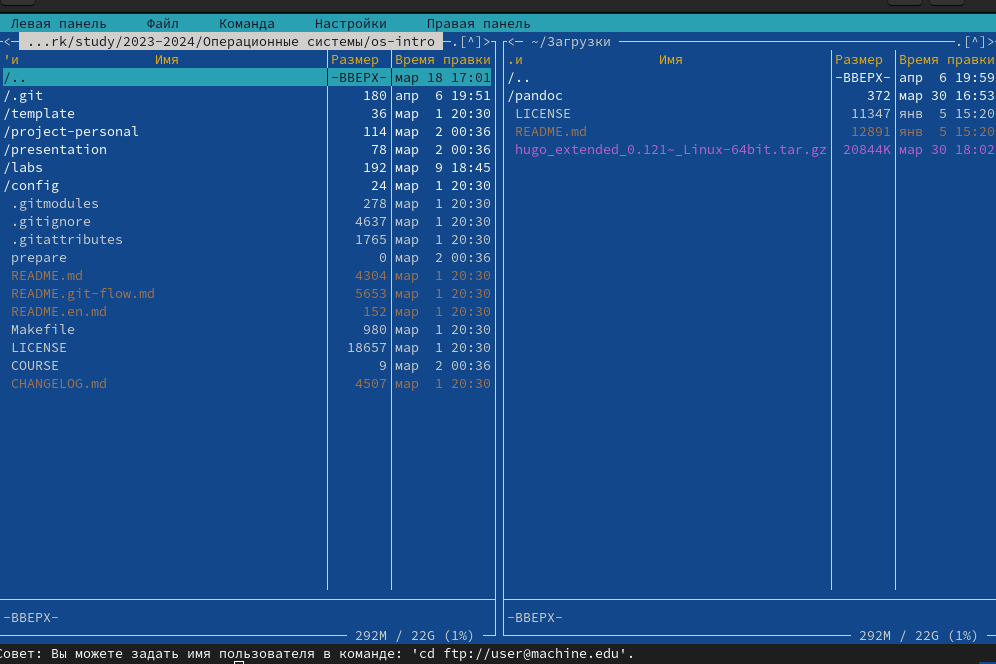 Левая панель Файл Команда Настройки Правая панель
<─ ...rk/study/2023-2024/Операционные системы/os-intro ─.[^]>
'и Имя Размер Время правки
/.. -ВВЕРХ- мар 18 17:01
/.git 180 апр 6 19:51
/template 36 мар 1 20:30
/project-personal 114 мар 2 00:36
/presentation 78 мар 2 00:36
/labs 192 мар 9 18:45
/config 24 мар 1 20:30
.gitmodules 278 мар 1 20:30
.gitignore 4637 мар 1 20:30
.gitattributes 1765 мар 1 20:30
prepare 0 мар 2 00:36
README.md 4304 мар 1 20:30
README.git-flow.md 5653 мар 1 20:30
README.en.md 152 мар 1 20:30
Makefile 980 мар 1 20:30
LICENSE 18657 мар 1 20:30
COURSE 9 мар 2 00:36
CHANGELOG.md 4507 мар 1 20:30
-ВВЕРХ-
292M / 22G (1%)
<─ ~/Загрузки .[^]>
.и Имя Размер Время правки
/.. -ВВЕРХ- апр 6 19:59
/pandoc 372 мар 30 16:53
LICENSE 11347 янв 5 15:20
README.md 12891 янв 5 15:20
hugo_extended_0.121~_Linux-64bit.tar.gz 20844K мар 30 18:02
-ВВЕРХ-
292M / 22G (1%)
Совет: Вы можете задать имя пользователя в команде: 'cd ftp://user@machine.edu'.